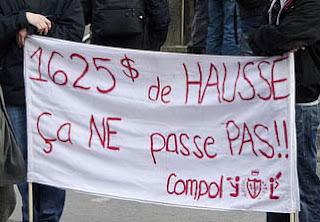 1625$ de HAUSSE
Ça NE passe PAS!!
Compol